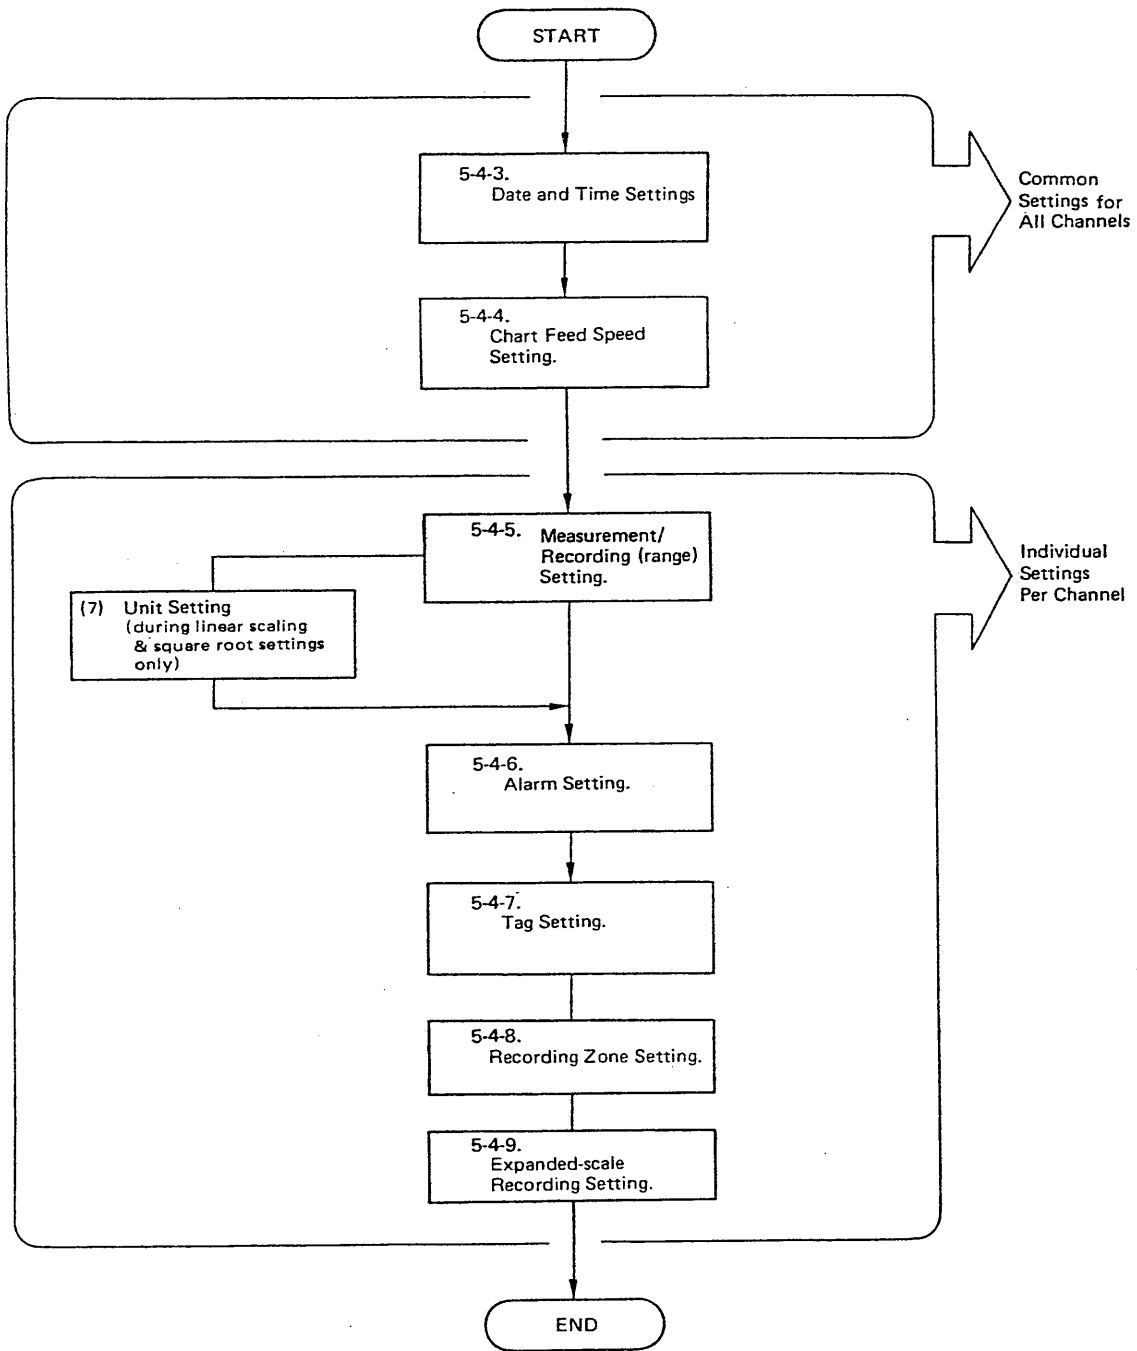 START
5-4-3.
Date and Time Settings
Common
Settings for
All Channels
5-4-4.
Chart Feed Speed
Setting.
5-4-5. Measurement/
Recording (range)
Setting.
Individual
Settings
Per Channel
(7) Unit Setting
(during linear scaling
& square root settings
only)
5-4-6.
Alarm Setting.
5-4-7.
Tag Setting.
5-4-8.
Recording Zone Setting.
5-4-9.
Expanded-scale
Recording Setting.
END